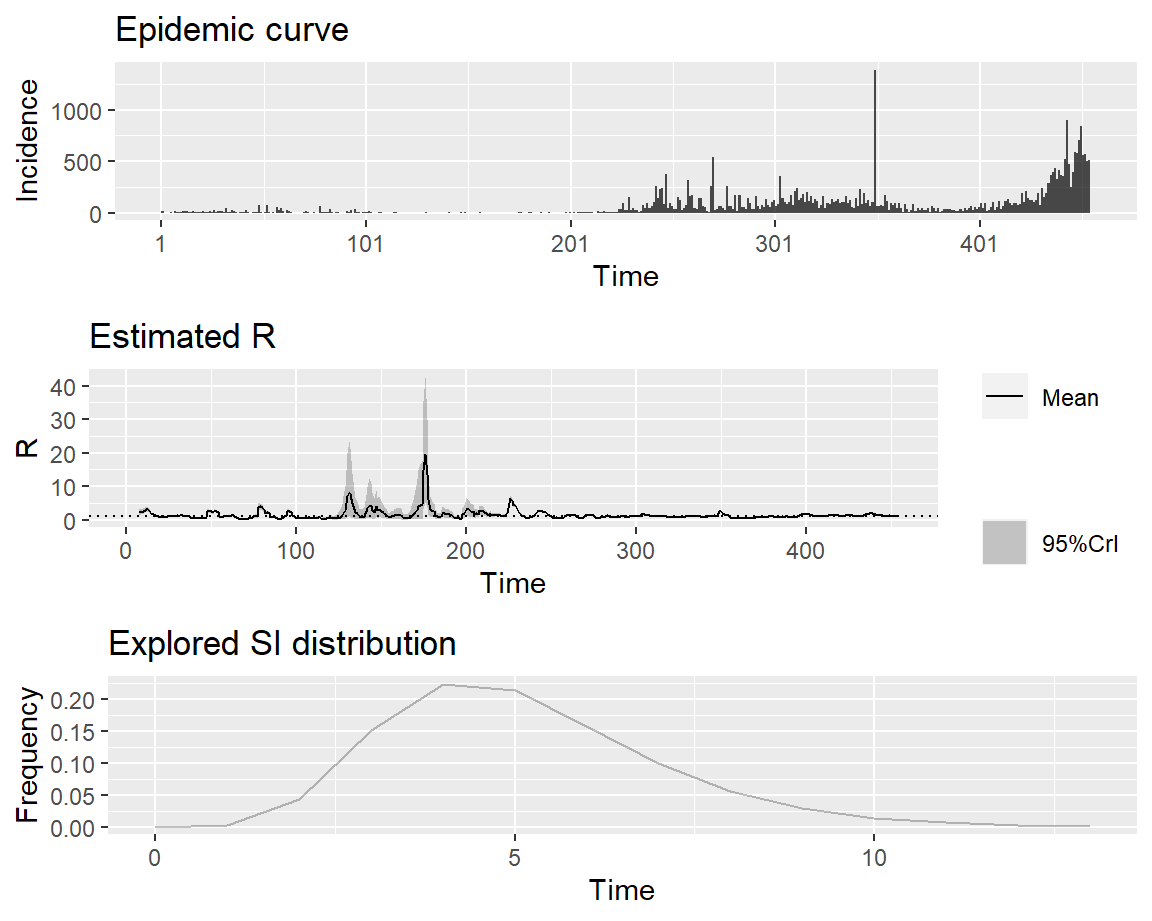 Epidemic curve
Incidence
1000
500
0
1 101 201 301 401
Time
Estimated R
R
40
30
20
10
0
0 100 200 300 400
Time
Mean
95%CrI
Explored SI distribution
Frequency
0.20
0.15
0.10
0.05
0.00
0 5 10
Time